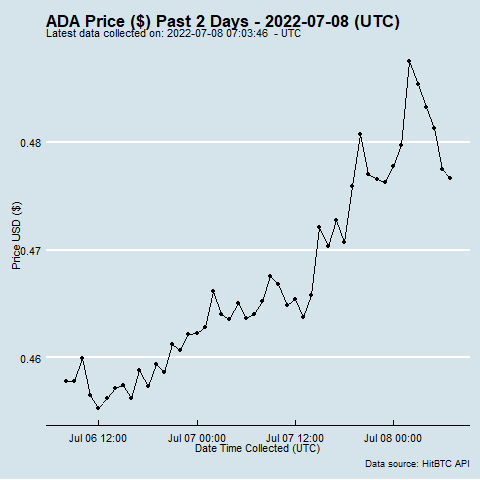 ADA Price ($) Past 2 Days - 2022-07-08 (UTC)
Latest data collected on: 2022-07-08 07:03:46 - UTC
0.48
0.47
0.46
Price USD ($)
Jul 06 12:00 Jul 07 00:00 Jul 07 12:00 Jul 08 00:00
Date Time Collected (UTC)
Data source: HitBTC API